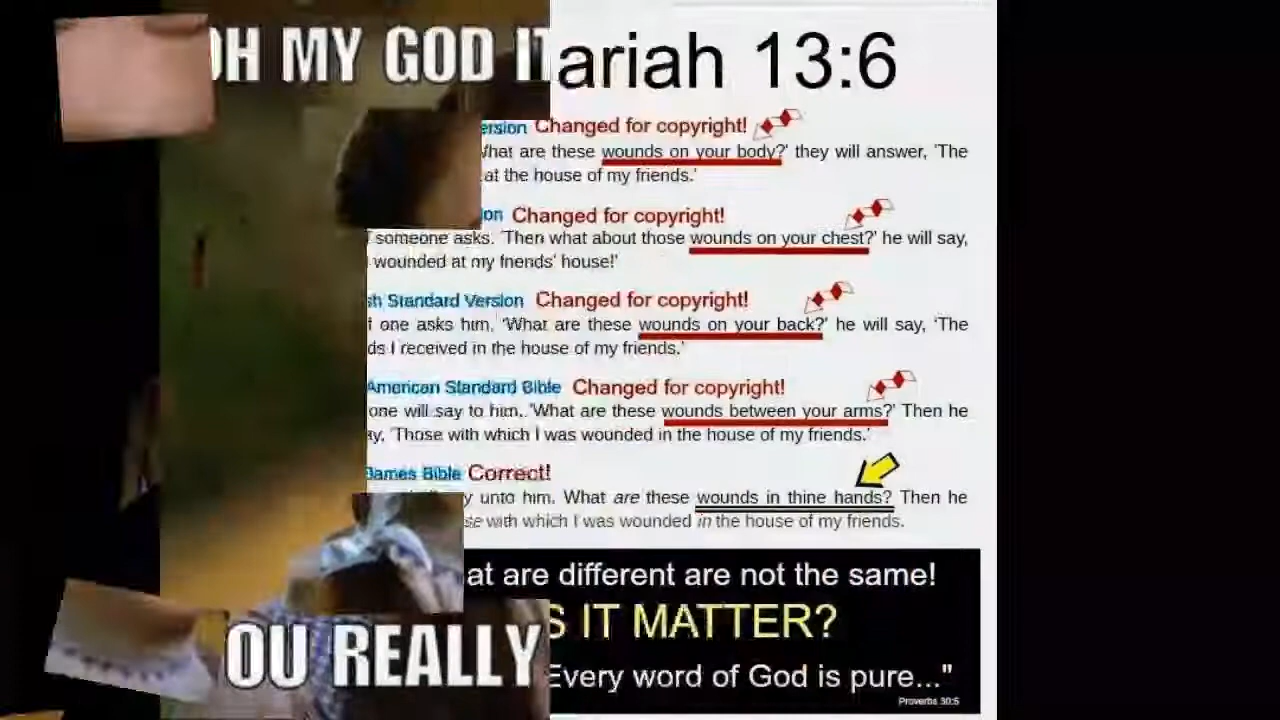 OH MY GOD IT
ariah 13:6
ersion Changed for copyright!
What are these wounds on your body?' they will answer, 'The
at the house of my friends.'
ion Changed for copyright!
someone asks. 'Then what about those wounds on your chest?' he will say,
wounded at my friends' house!'
sh Standard Version Changed for copyright!
f one asks him, 'What are these wounds on your back?' he will say, 'The
ds I received in the house of my friends.'
American Standard Bible Changed for copyright!
one will say to him, 'What are these wounds between your arms?' Then he
ay, 'Those with which I was wounded in the house of my friends.'
James Bible Correct!
y unto him. What are these wounds in thine hands? Then he
se with which I was wounded in the house of my friends.
at are different are not the same!
S IT MATTER?
Every word of God is pure..."
Proverbs 30:5
OU REALLY